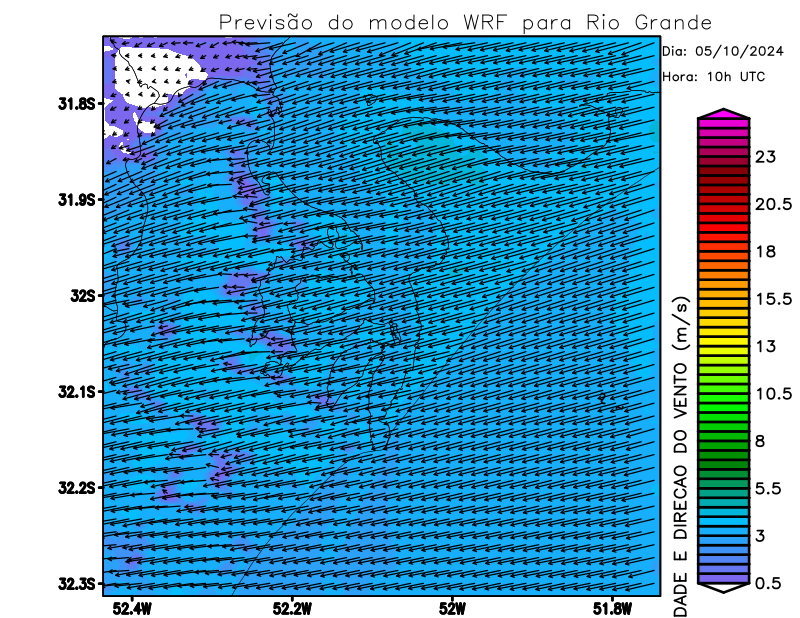 Previsão do modelo WRF para Rio Grande
Dia: 05/10/2024
Hora: 10h UTC
31.8S
31.9S
32S
32.1S
32.2S
32.3S
52.4W
52.2W
52W
51.8W
DADE E DIRECAO DO VENTO (m/s)
23
20.5
18
15.5
13
10.5
8
5.5
3
0.5